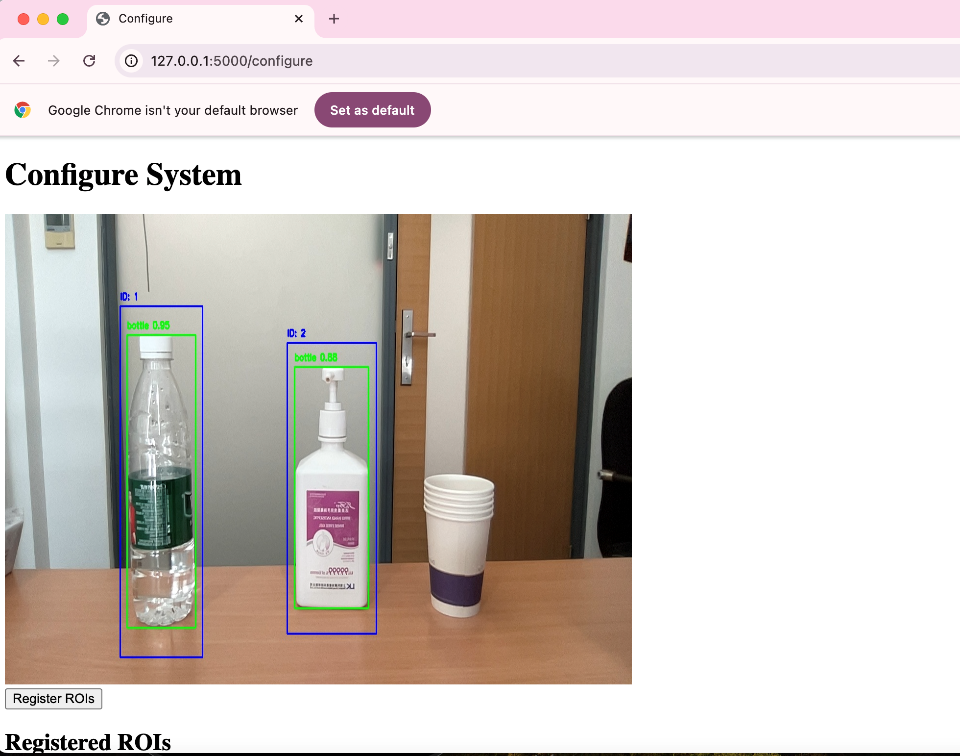 Configure
127.0.0.1:5000/configure
Google Chrome isn't your default browser
Set as default
Configure System
ID: 1
bottle 0.95
ID: 2
bottle 0.88
Register ROIs
Registered ROIs